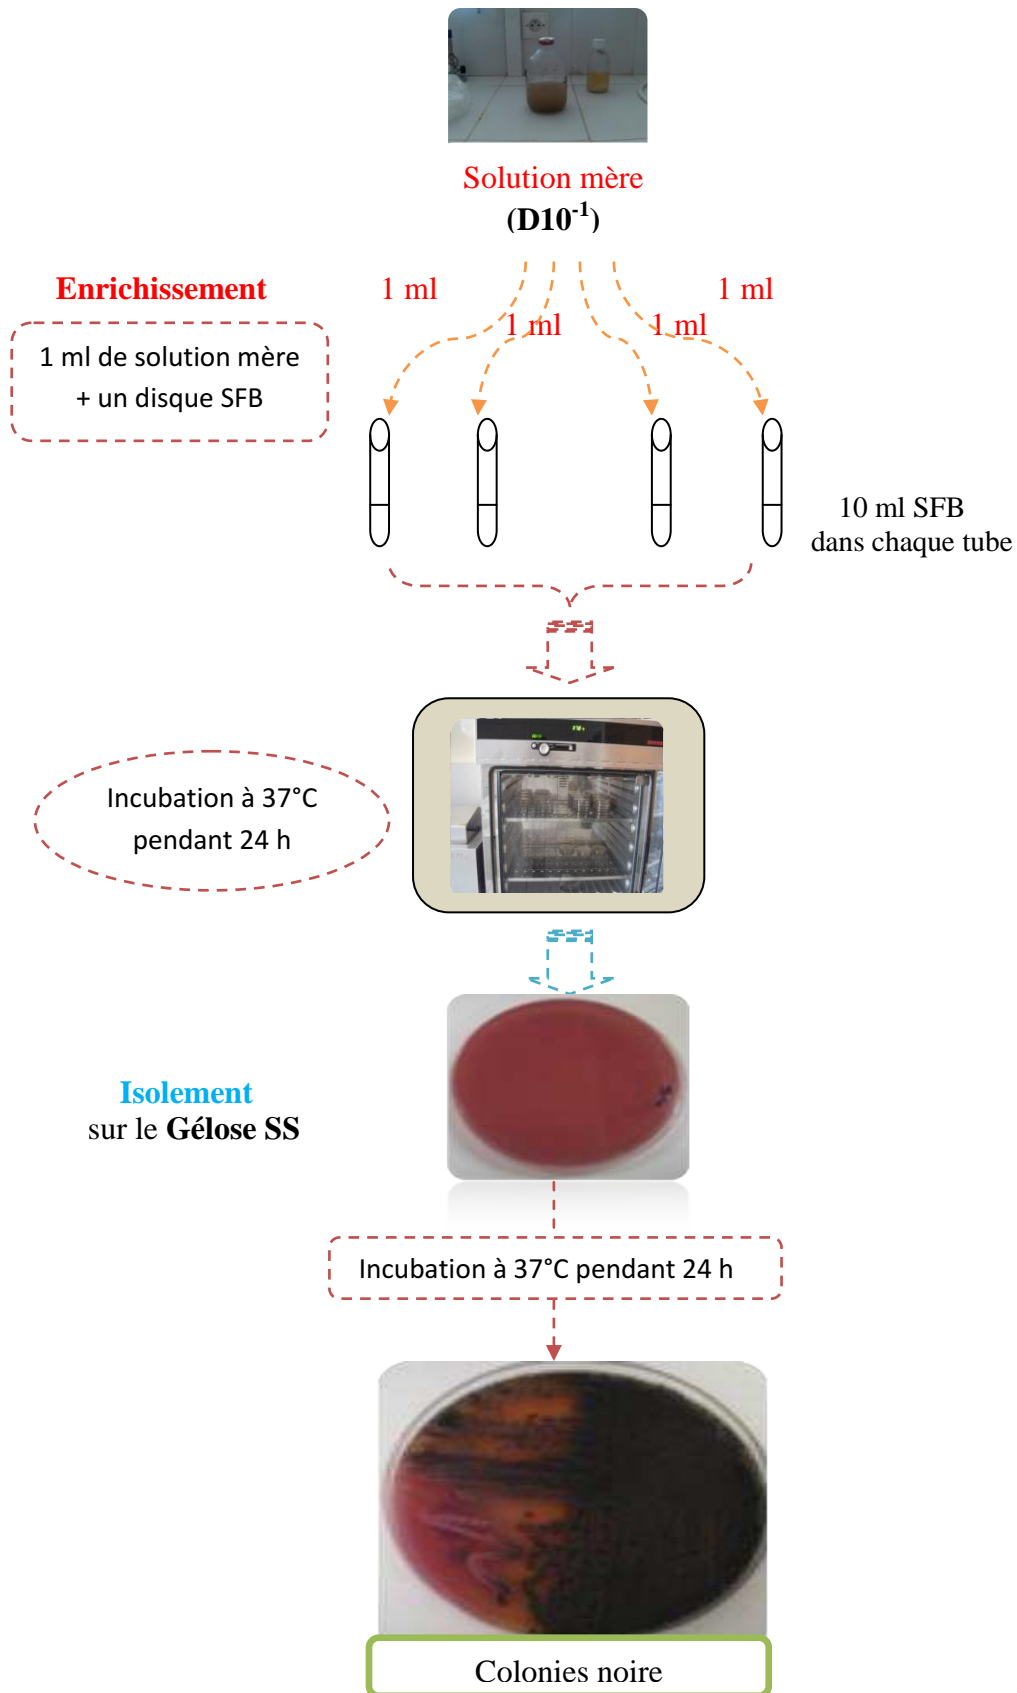 Solution mère
(D10⁻¹)
Enrichissement
1 ml
1 ml
1 ml
1 ml
1 ml de solution mère
+ un disque SFB
10 ml SFB
dans chaque tube
Incubation à 37°C
pendant 24 h
Isolement
sur le Gélose SS
Incubation à 37°C pendant 24 h
Colonies noire